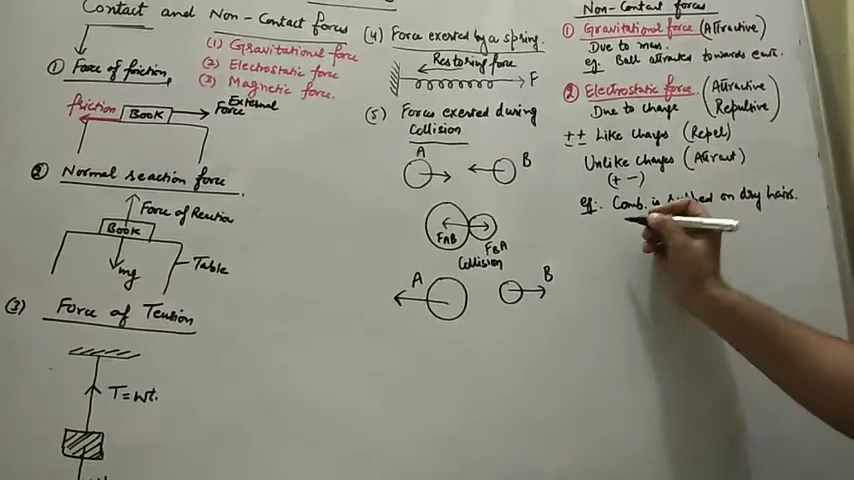 Contact and Non-Contact forces
(1) Gravitational force
(2) Electrostatic force
(3) Magnetic force.
① Force of friction
friction
BOOK
External
Force
② Normal reaction force
Force of Reaction
Book
mg
Table
(3) Force of Tension
T=Wt.
(4) Force exerted by a spring.
Restoring force
F
(5) Forces exerted during
Collision
A
B
FAB
FBA
Collision
A
B
Non-Contact forces
① Gravitational force (Attractive)
Due to mass.
eg. Ball attracted towards earth.
② Electrostatic force. (Attractive
Repulsive)
Due to charge
++ Like charges (Repel)
Unlike charges (Attract)
(+ -)
eg:. Comb. is on dry hairs.